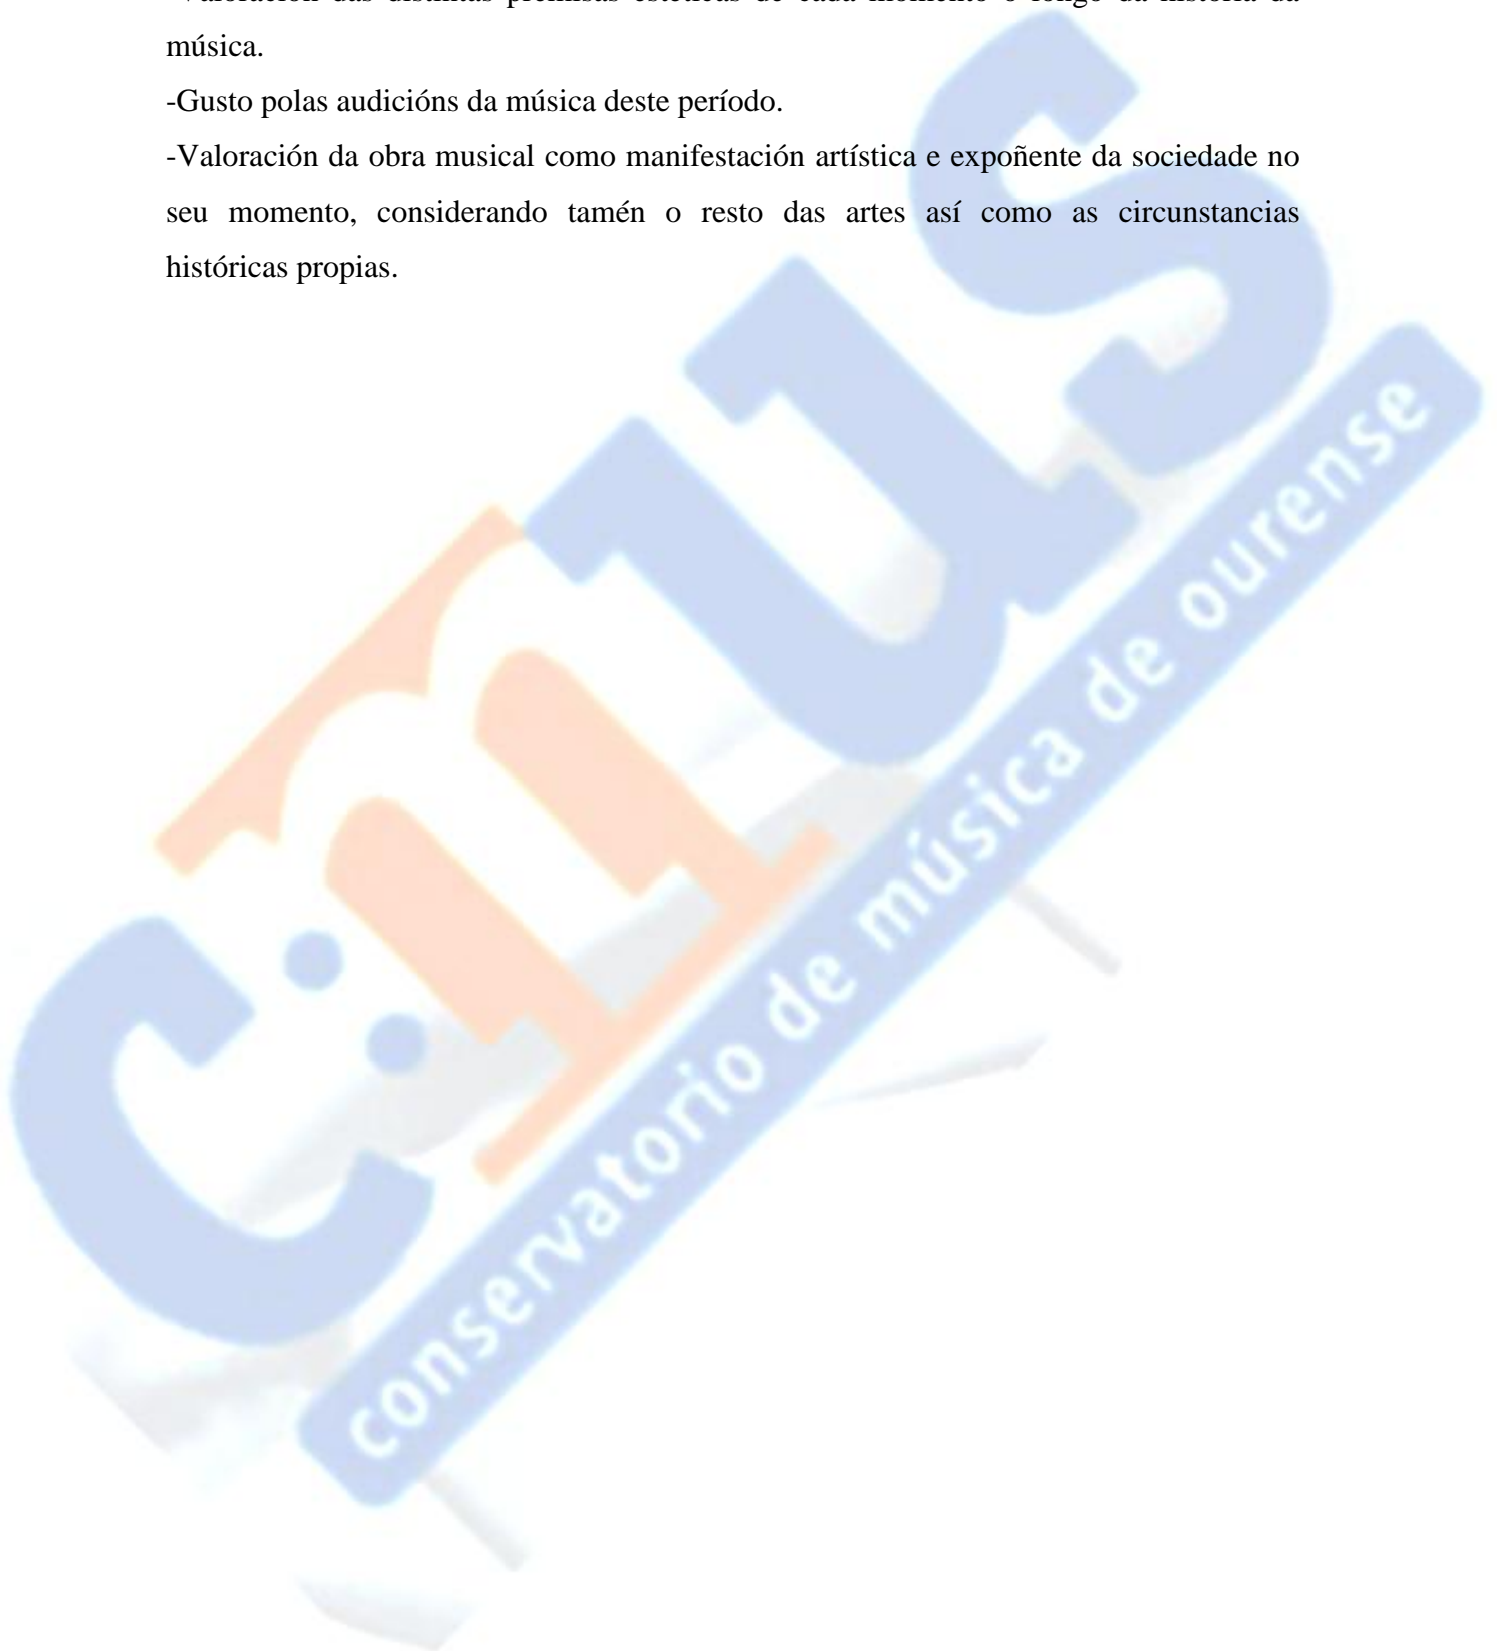 -Valoración das distintas premisas estéticas de cada momento o longo da historia da
música.
-Gusto polas audicións da música deste período.
-Valoración da obra musical como manifestación artística e expoñente da sociedade no
seu momento, considerando tamén o resto das artes así como as circunstancias
históricas propias.
cmus
conservatorio de música de ourense